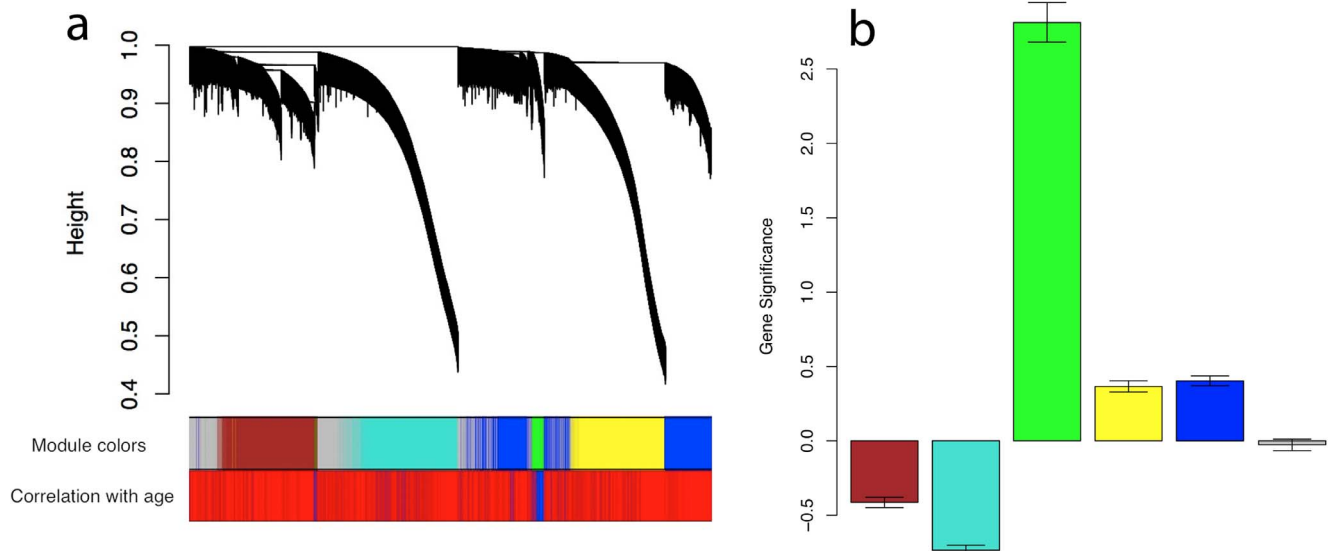 a
1.0
0.9
0.8
0.7
0.6
0.5
0.4
Height
Module colors
Correlation with age
b
2.5
2.0
1.5
1.0
0.5
0.0
−0.5
Gene Significance